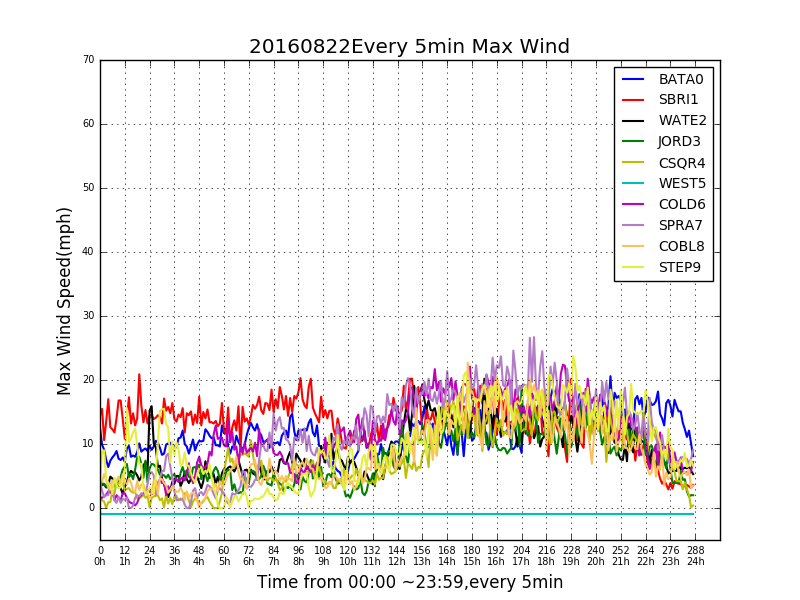 20160822Every 5min Max Wind
70
60
50
40
30
20
10
0
Max Wind Speed(mph)
BATA0
SBRI1
WATE2
JORD3
CSQR4
WEST5
COLD6
SPRA7
COBL8
STEP9
0 12 24 36 48 60 72 84 96 108 120 132 144 156 168 180 192 204 216 228 240 252 264 276 288
0h 1h 2h 3h 4h 5h 6h 7h 8h 9h 10h 11h 12h 13h 14h 15h 16h 17h 18h 19h 20h 21h 22h 23h 24h
Time from 00:00 ~23:59,every 5min